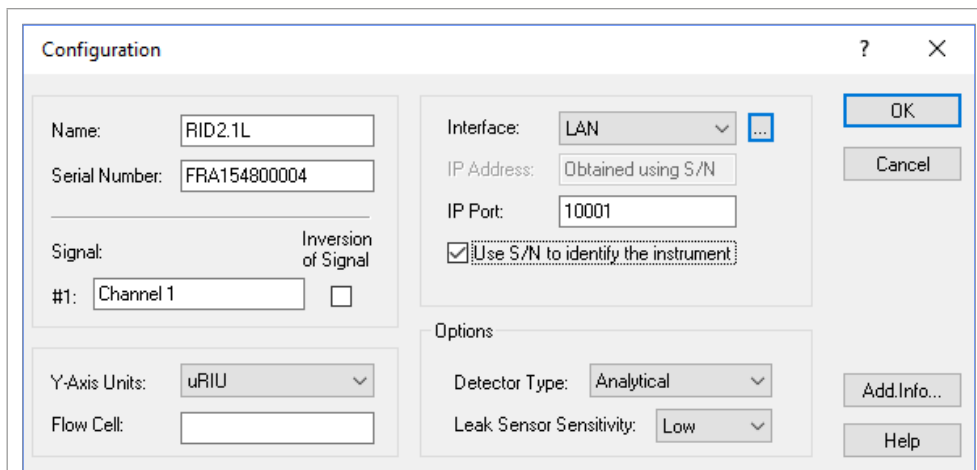 Configuration
?
Name: RID2.1L
Serial Number: FRA154800004
Signal: Inversion
of Signal
#1: Channel 1
Y-Axis Units: uRIU
Flow Cell:
Interface: LAN ...
IP Address: Obtained using S/N
IP Port: 10001
Use S/N to identify the instrument
Options
Detector Type: Analytical
Leak Sensor Sensitivity: Low
OK
Cancel
Add.Info...
Help